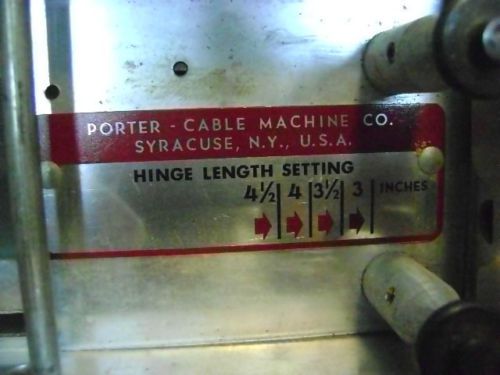 PORTER - CABLE MACHINE CO.
SYRACUSE, N.Y., U.S.A.
HINGE LENGTH SETTING
4½ 4 3½ 3 INCHES